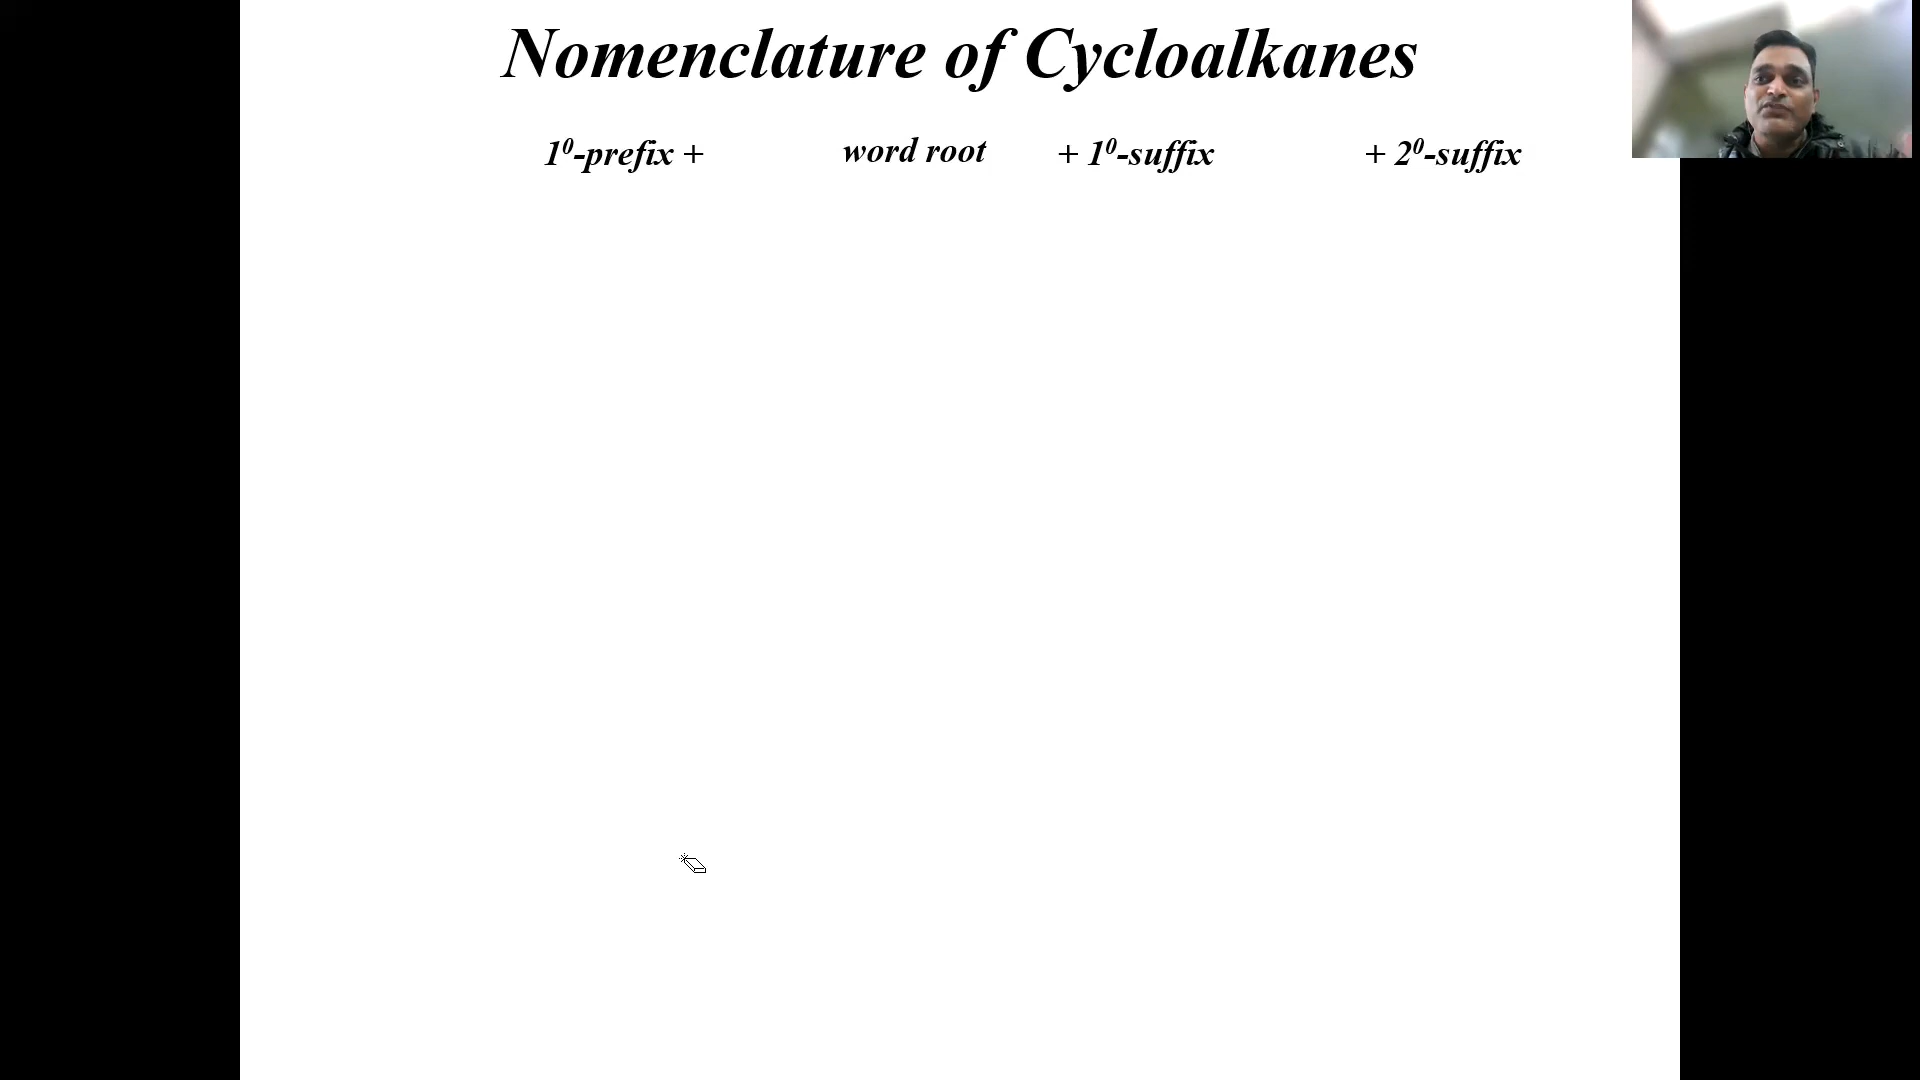 Nomenclature of Cycloalkanes
1⁰-prefix + word root + 1⁰-suffix + 2⁰-suffix